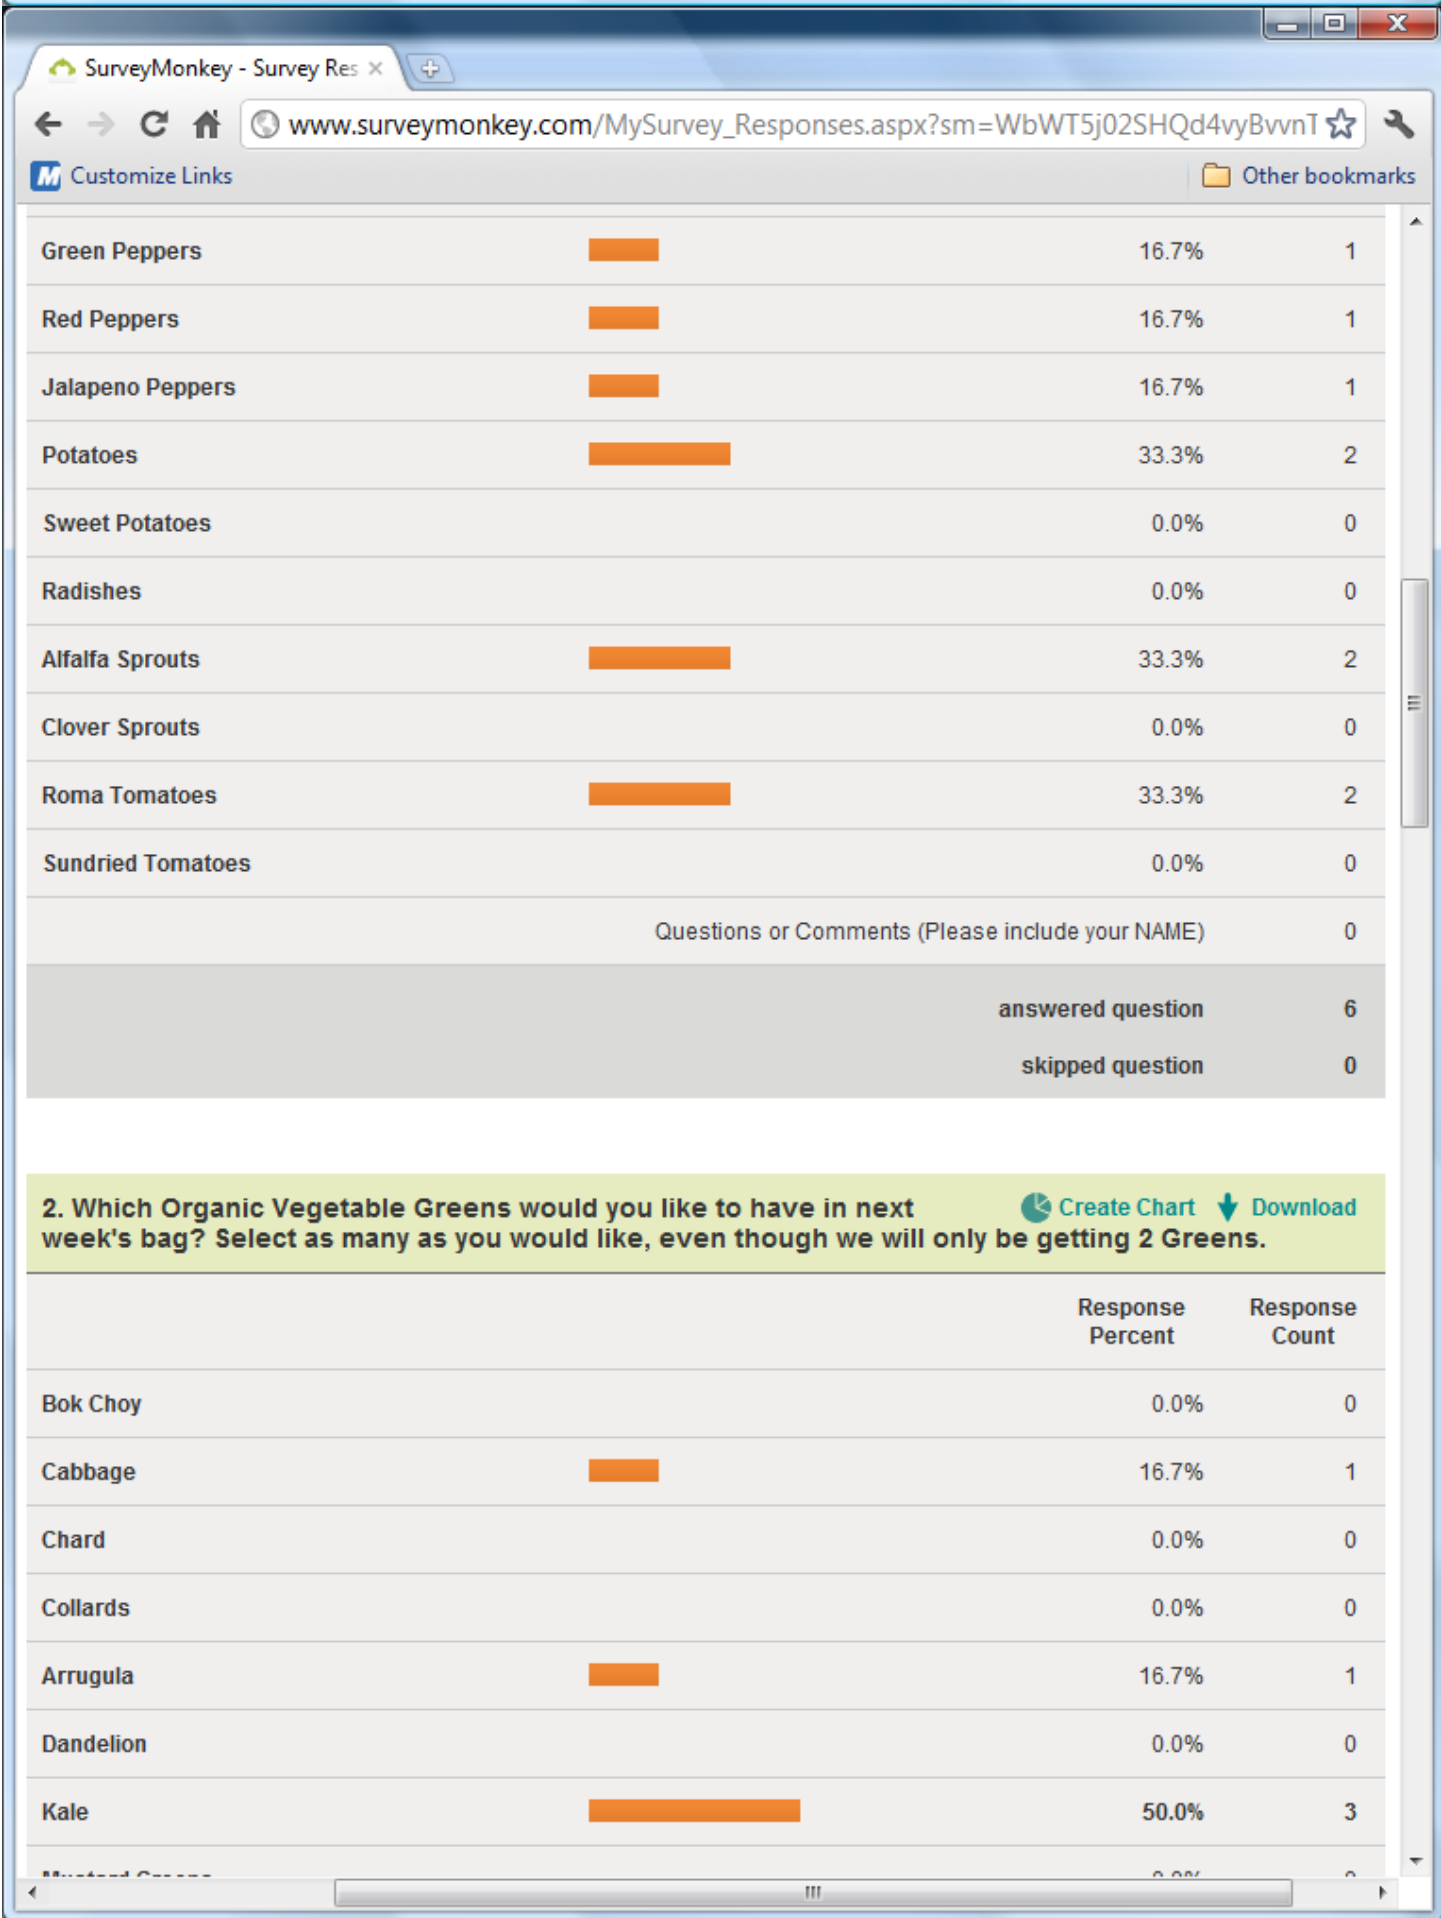 SurveyMonkey - Survey Res
www.surveymonkey.com/MySurvey_Responses.aspx?sm=WbWT5j02SHQd4vyBvvnT
Customize Links Other bookmarks
Green Peppers 16.7% 1
Red Peppers 16.7% 1
Jalapeno Peppers 16.7% 1
Potatoes 33.3% 2
Sweet Potatoes 0.0% 0
Radishes 0.0% 0
Alfalfa Sprouts 33.3% 2
Clover Sprouts 0.0% 0
Roma Tomatoes 33.3% 2
Sundried Tomatoes 0.0% 0
Questions or Comments (Please include your NAME) 0
answered question 6
skipped question 0
2. Which Organic Vegetable Greens would you like to have in next Create Chart Download
week's bag? Select as many as you would like, even though we will only be getting 2 Greens.
Response Response
Percent Count
Bok Choy 0.0% 0
Cabbage 16.7% 1
Chard 0.0% 0
Collards 0.0% 0
Arrugula 16.7% 1
Dandelion 0.0% 0
Kale 50.0% 3